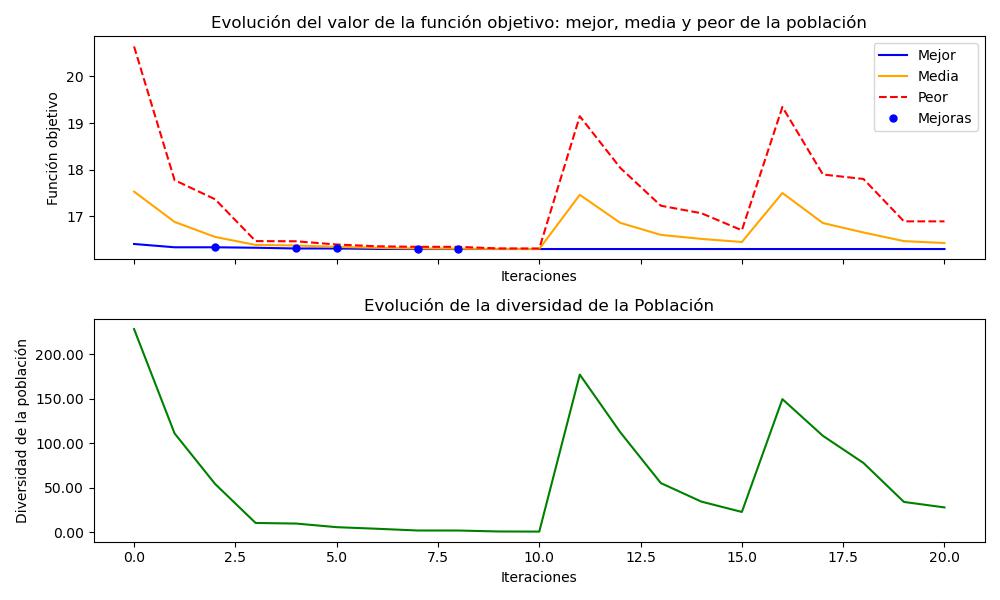 Evolución del valor de la función objetivo: mejor, media y peor de la población
Función objetivo
20
19
18
17
Mejor
Media
Peor
Mejoras
Iteraciones
Evolución de la diversidad de la Población
Diversidad de la población
200.00
150.00
100.00
50.00
0.00
0.0 2.5 5.0 7.5 10.0 12.5 15.0 17.5 20.0
Iteraciones